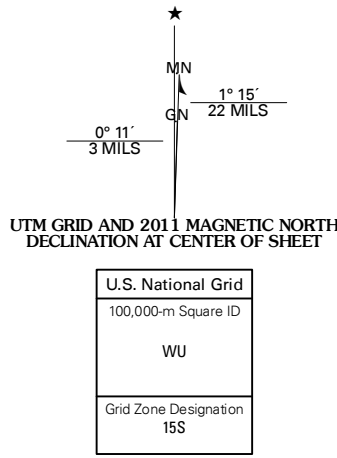 ★
MN
GN
1° 15´
22 MILS
0° 11´
3 MILS
UTM GRID AND 2011 MAGNETIC NORTH
DECLINATION AT CENTER OF SHEET
U.S. National Grid
100,000-m Square ID
WU
Grid Zone Designation
15S